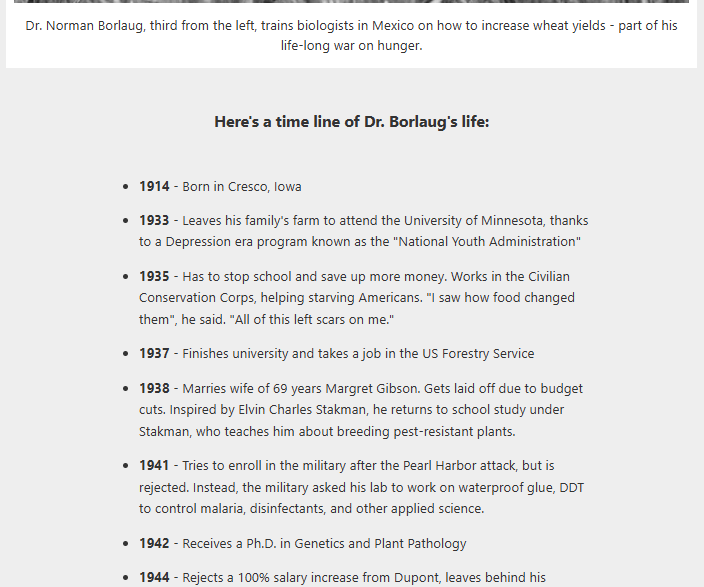 Dr. Norman Borlaug, third from the left, trains biologists in Mexico on how to increase wheat yields - part of his
life-long war on hunger.
Here's a time line of Dr. Borlaug's life:
1914 - Born in Cresco, Iowa
1933 - Leaves his family's farm to attend the University of Minnesota, thanks
to a Depression era program known as the "National Youth Administration"
1935 - Has to stop school and save up more money. Works in the Civilian
Conservation Corps, helping starving Americans. "I saw how food changed
them", he said. "All of this left scars on me."
1937 - Finishes university and takes a job in the US Forestry Service
1938 - Marries wife of 69 years Margret Gibson. Gets laid off due to budget
cuts. Inspired by Elvin Charles Stakman, he returns to school study under
Stakman, who teaches him about breeding pest-resistant plants.
1941 - Tries to enroll in the military after the Pearl Harbor attack, but is
rejected. Instead, the military asked his lab to work on waterproof glue, DDT
to control malaria, disinfectants, and other applied science.
1942 - Receives a Ph.D. in Genetics and Plant Pathology
1944 - Rejects a 100% salary increase from Dupont, leaves behind his